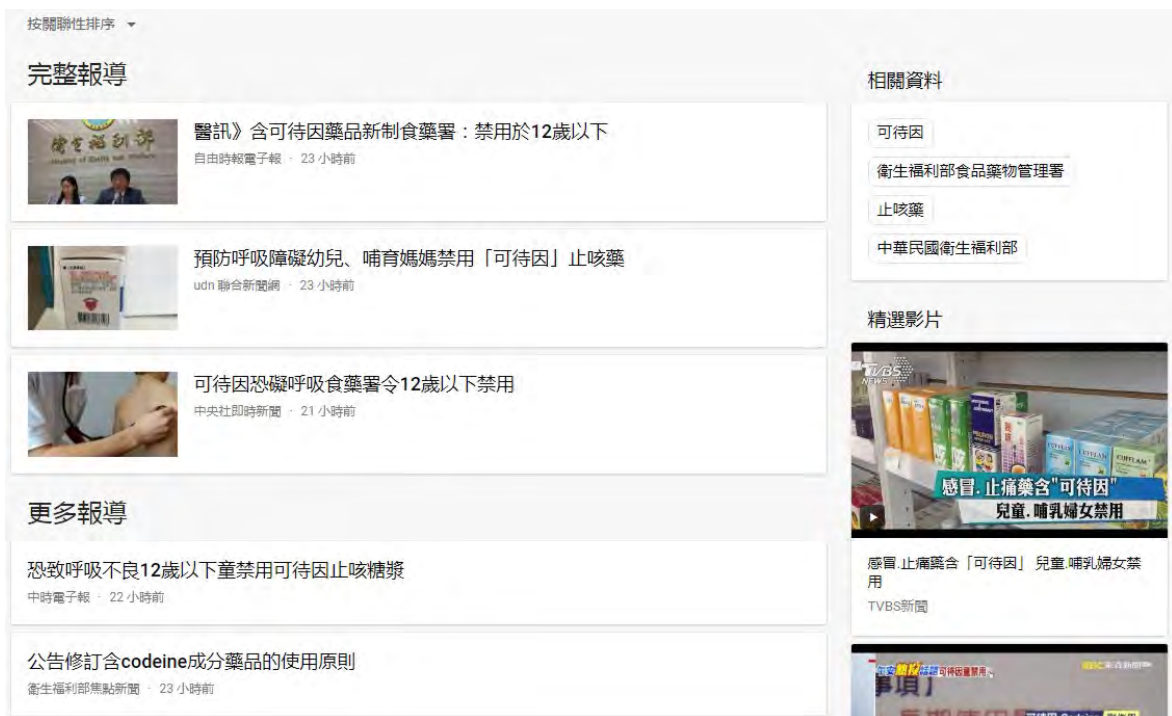 按關聯性排序
完整報導
醫訊》含可待因藥品新制食藥署：禁用於12歲以下
自由時報電子報 · 23 小時前
預防呼吸障礙幼兒、哺育媽媽禁用「可待因」止咳藥
udn 聯合新聞網 · 23 小時前
可待因恐礙呼吸食藥署令12歲以下禁用
中央社即時新聞 · 21 小時前
更多報導
恐致呼吸不良12歲以下童禁用可待因止咳糖漿
中時電子報 · 22 小時前
公告修訂含codeine成分藥品的使用原則
衛生福利部焦點新聞 · 23 小時前
相關資料
可待因
衛生福利部食品藥物管理署
止咳藥
中華民國衛生福利部
精選影片
TVBS
NEWS
感冒.止痛藥含"可待因"
兒童.哺乳婦女禁用
感冒.止痛藥含「可待因」 兒童.哺乳婦女禁
用
TVBS新聞
可待因童禁用
事項】